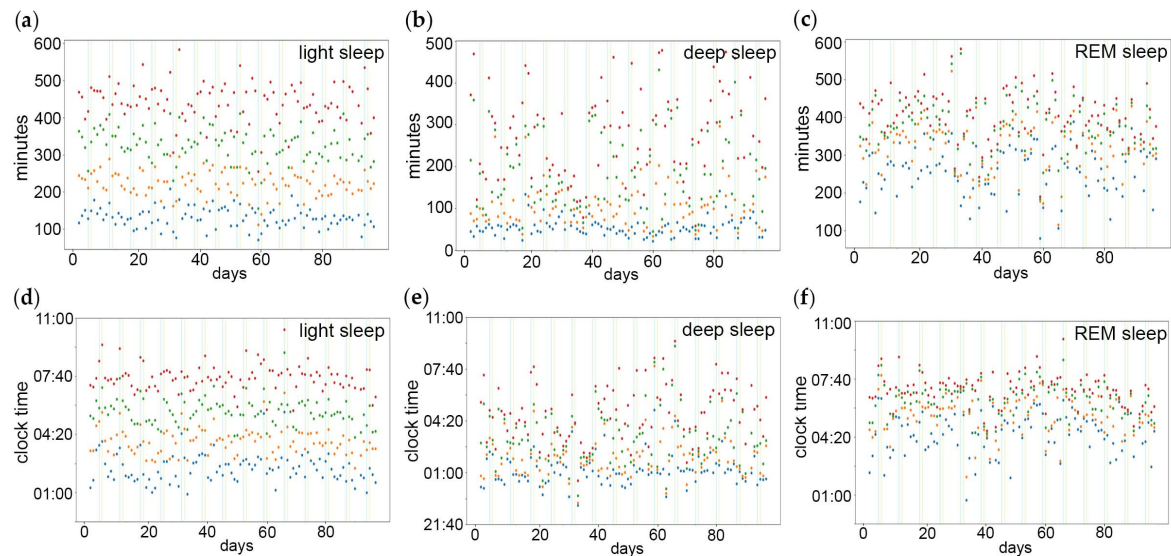 (a)
light sleep
600
500
400
300
200
100
minutes
0 20 40 60 80
days
(b)
deep sleep
500
400
300
200
100
0
minutes
0 20 40 60 80
days
(c)
REM sleep
600
500
400
300
200
100
minutes
0 20 40 60 80
days
(d)
light sleep
11:00
07:40
04:20
01:00
clock time
0 20 40 60 80
days
(e)
deep sleep
11:00
07:40
04:20
01:00
21:40
clock time
0 20 40 60 80
days
(f)
REM sleep
11:00
07:40
04:20
01:00
clock time
0 20 40 60 80
days